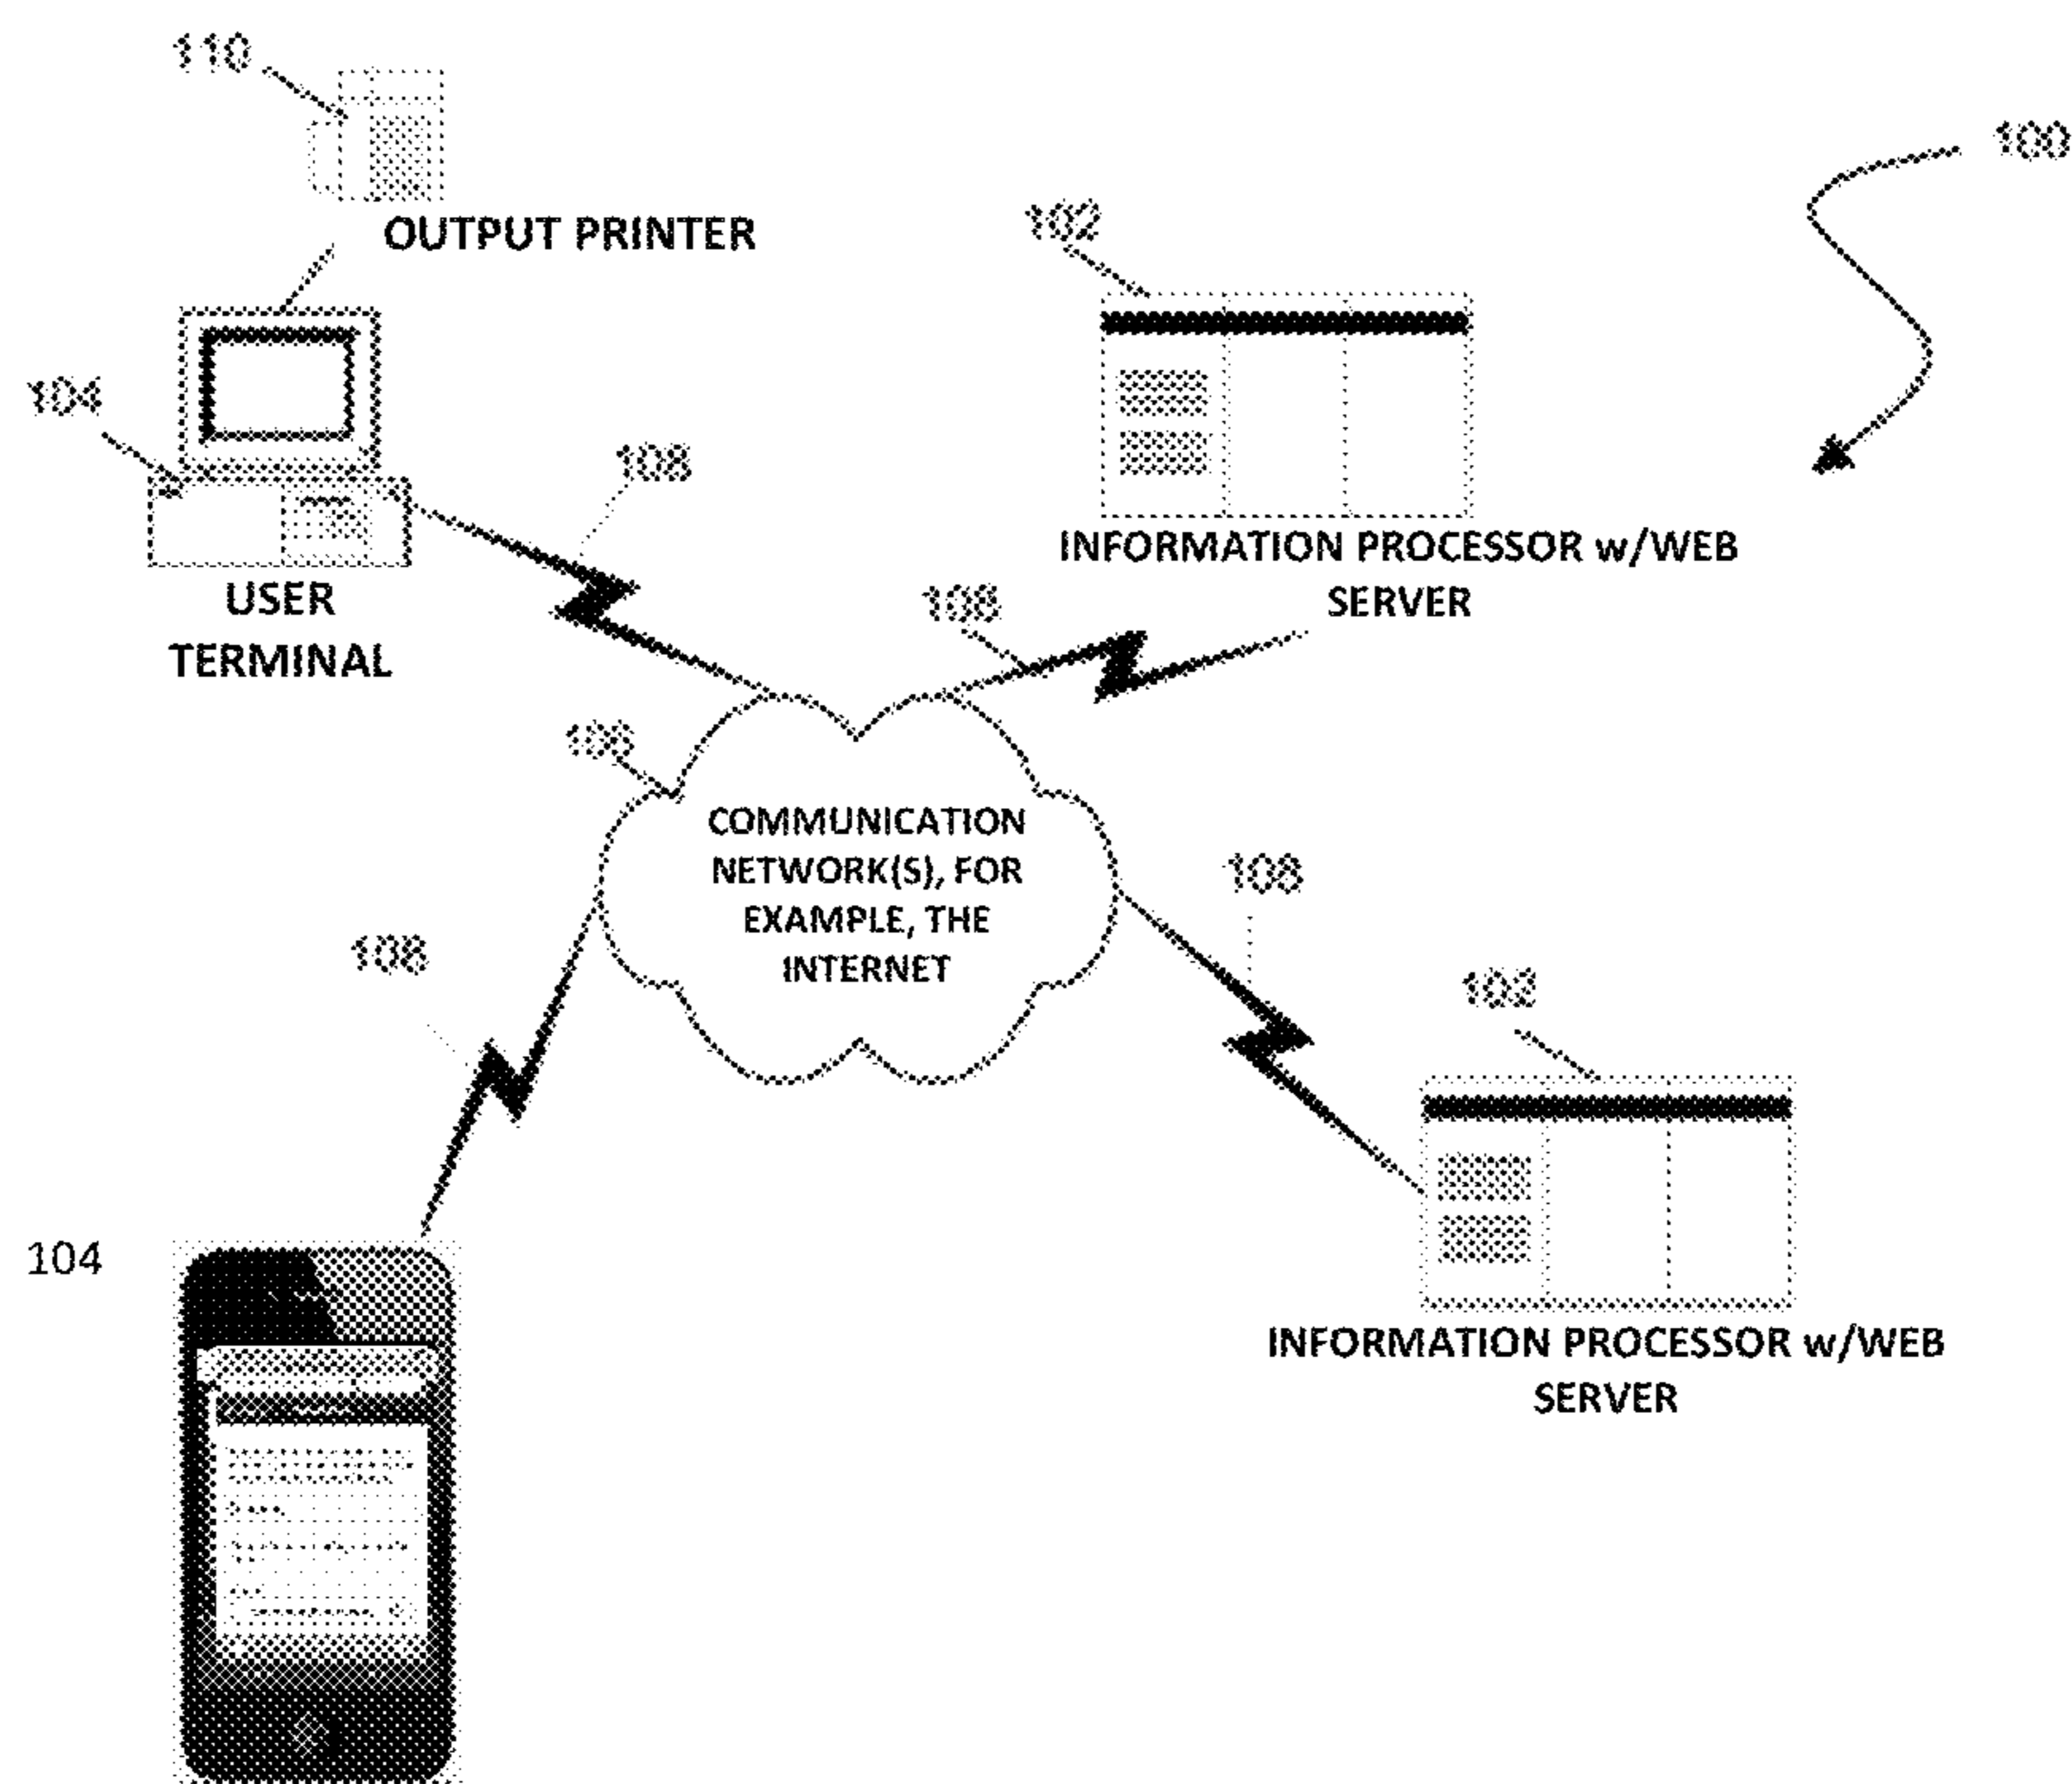 110
100
OUTPUT PRINTER
102
104
108
INFORMATION PROCESSOR w/WEB
SERVER
USER
TERMINAL
108
COMMUNICATION
NETWORK(S), FOR
EXAMPLE, THE
INTERNET
108
108
102
104
INFORMATION PROCESSOR w/WEB
SERVER